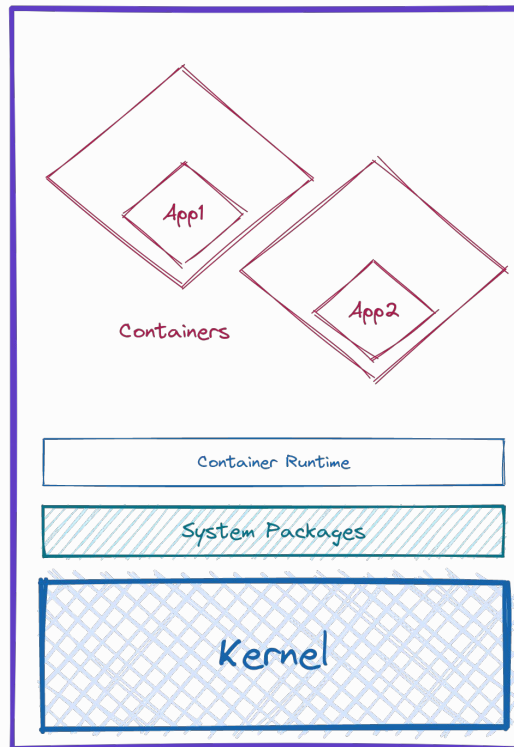 App1
App2
Containers
Container Runtime
System Packages
Kernel